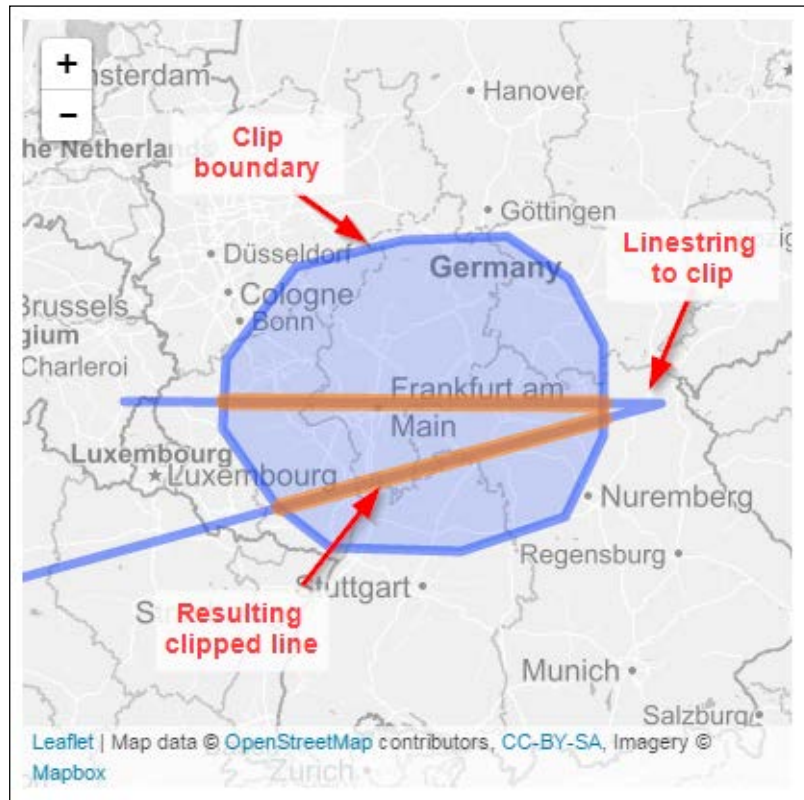 +
−
msterdam
Hanover
Clip
boundary
he Netherlands
Göttingen
Linestring
to clip
Düsseldorf
Germany
Cologne
Brussels
Bonn
gium
Charleroi
Frankfurt am
Main
Luxembourg
Luxembourg
Nuremberg
Regensburg
Stuttgart
Resulting
clipped line
Munich
Salzburg
Leaflet | Map data © OpenStreetMap contributors, CC-BY-SA, Imagery ©
Mapbox
Zurich